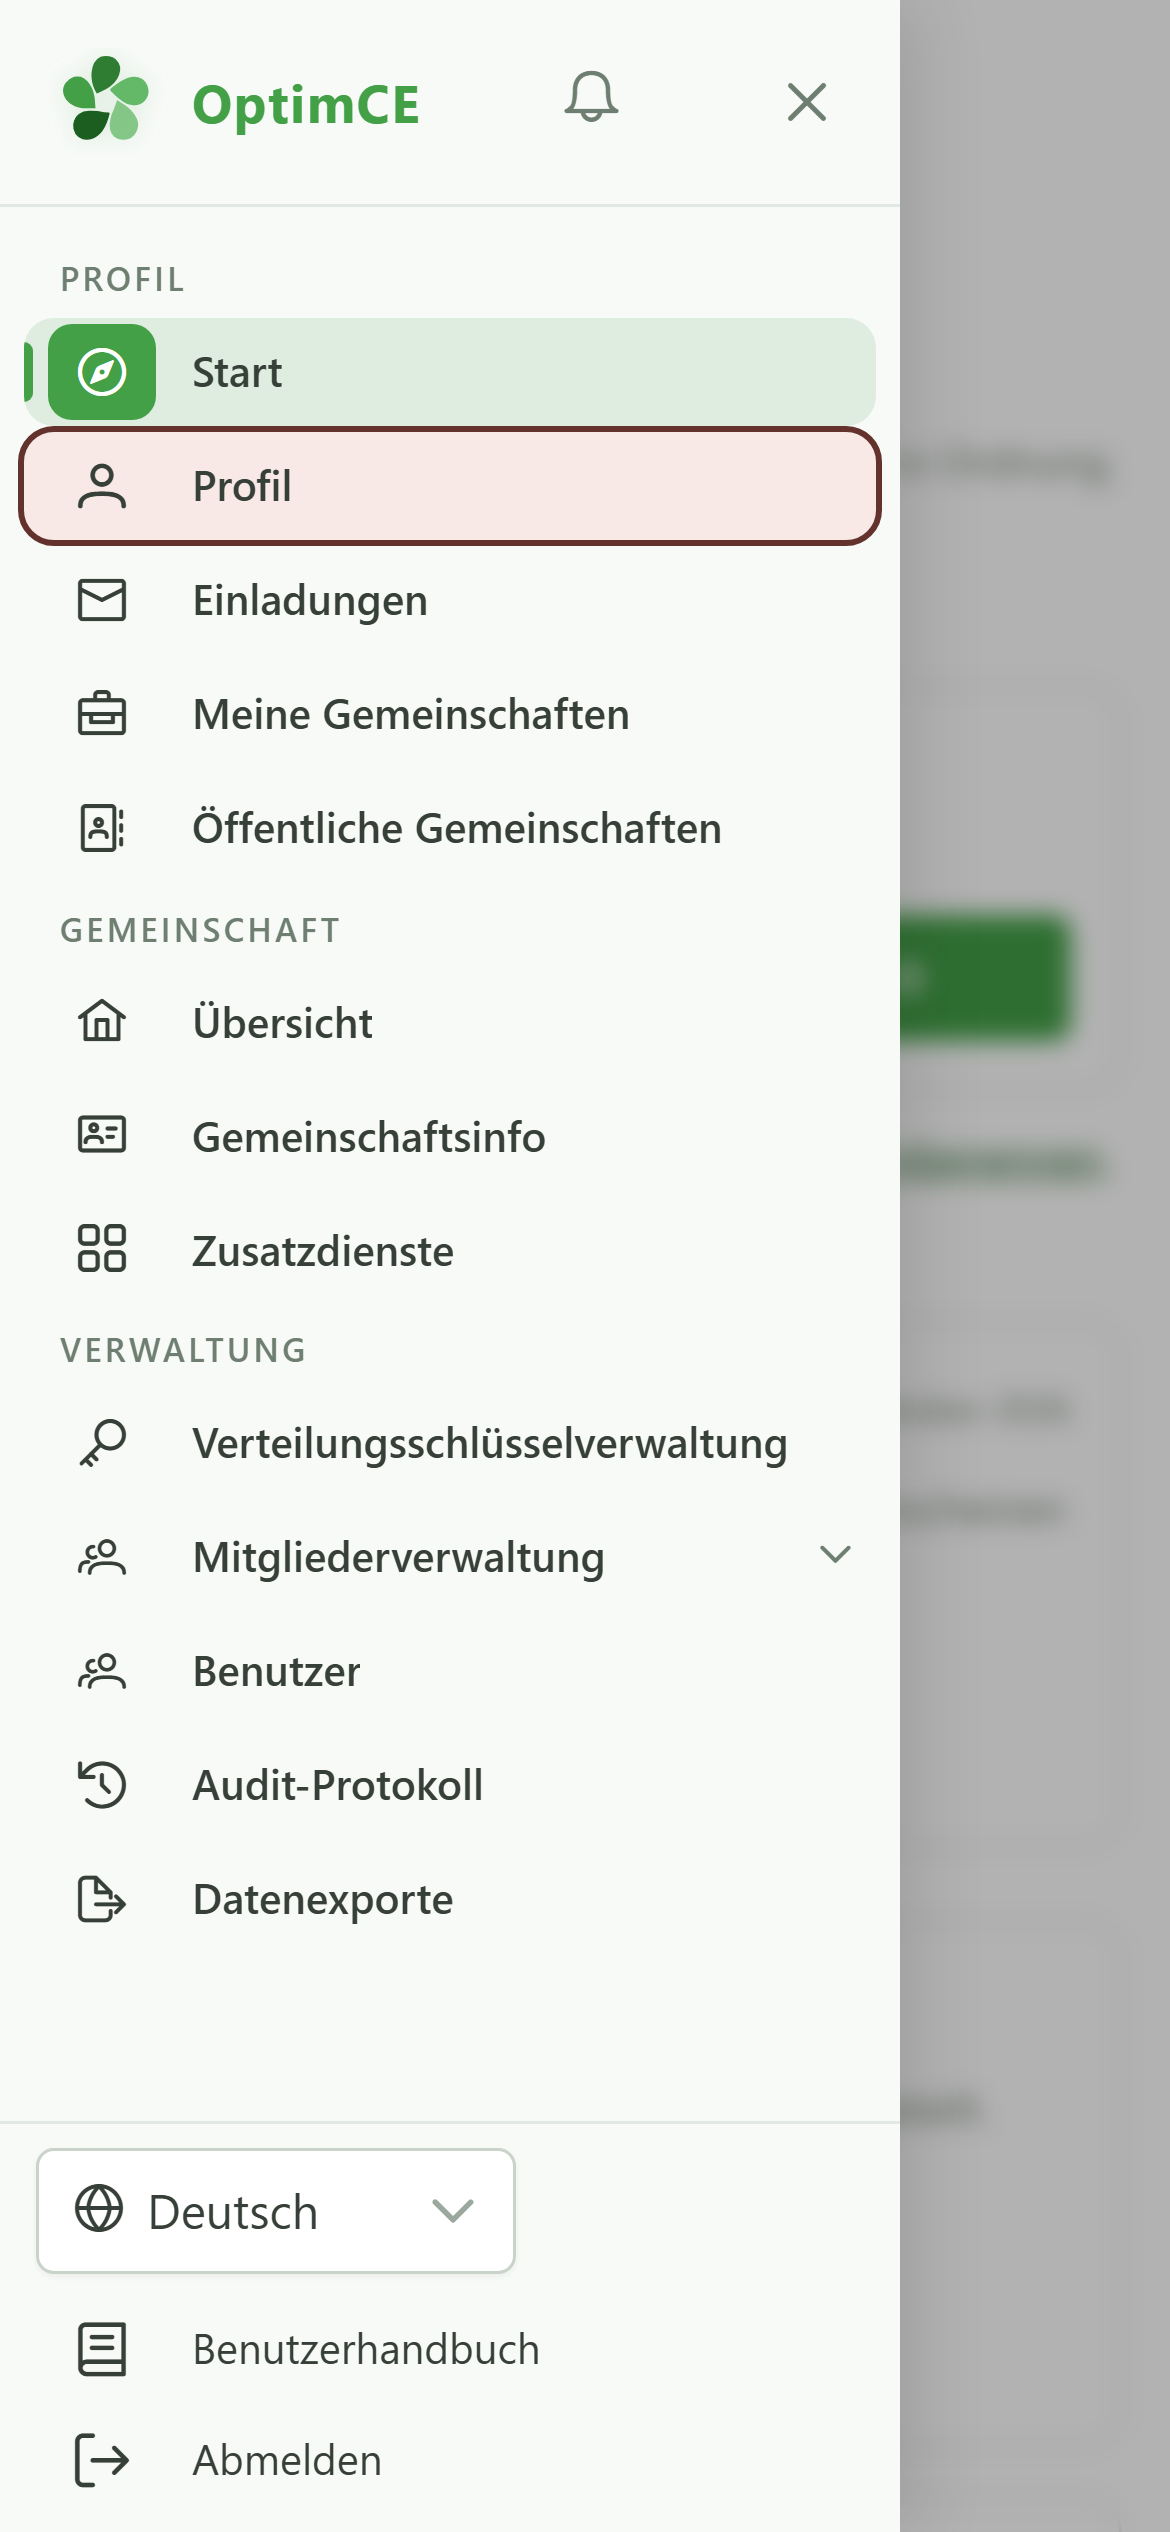 OptimCE
PROFIL
Start
Profil
Einladungen
Meine Gemeinschaften
Öffentliche Gemeinschaften
GEMEINSCHAFT
Übersicht
Gemeinschaftsinfo
Zusatzdienste
VERWALTUNG
Verteilungsschlüsselverwaltung
Mitgliederverwaltung
Benutzer
Audit-Protokoll
Datenexporte
Deutsch
Benutzerhandbuch
Abmelden